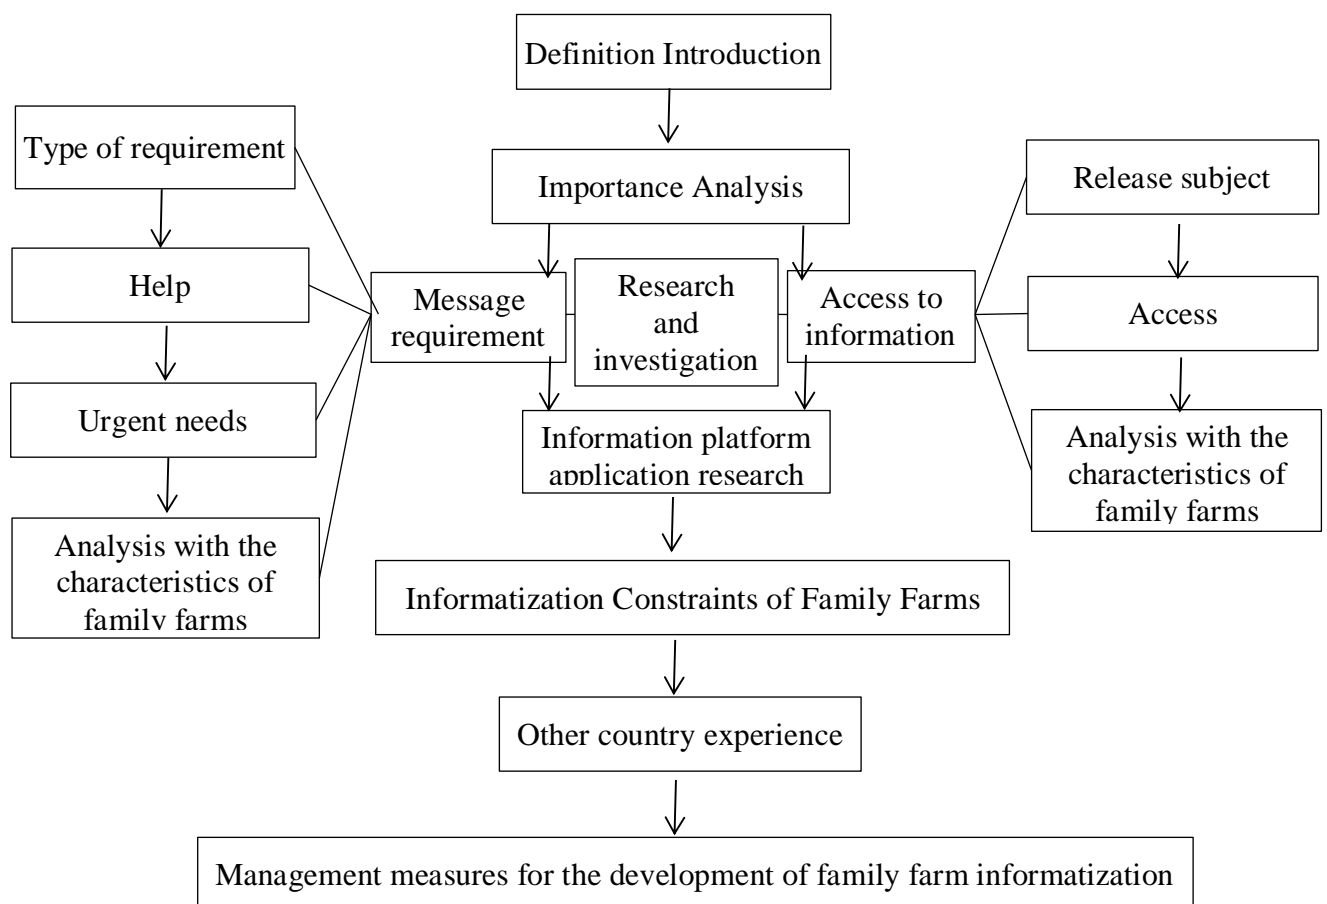 Definition Introduction
Type of requirement
Help
Urgent needs
Analysis with the
characteristics of
family farms
Importance Analysis
Message
requirement
Research
and
investigation
Access to
information
Release subject
Access
Analysis with the
characteristics of
family farms
Information platform
application research
Informatization Constraints of Family Farms
Other country experience
Management measures for the development of family farm informatization